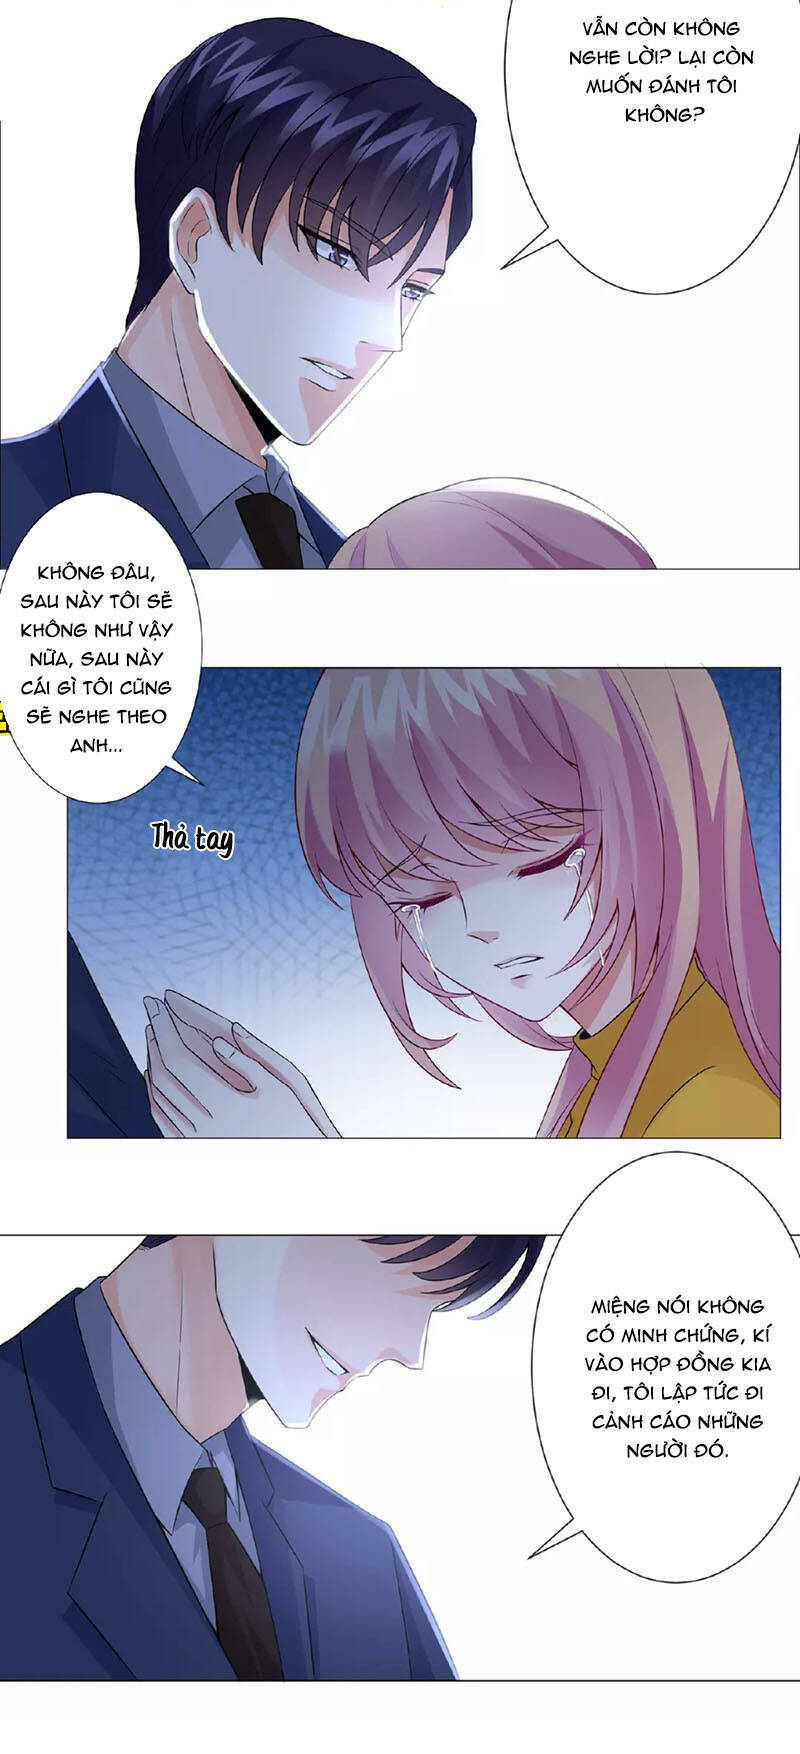 VẪN CÒN
NGHE LỜI? LẠI CÒN
MUỐN ĐÁNH TÔI
KHÔNG?
KHÔNG ĐÂU,
SAU NÀY TÔI SẼ
KHÔNG NHƯ VẬY
NỮA, SAU NÀY
CÁI GÌ TÔI CŨNG
SẼ NGHE THEO
ANH...
Thả tay
MIỆNG NÓI KHÔNG
CÓ MINH CHỨNG, KÍ
VÀO HỢP ĐỒNG KIA
ĐI, TÔI LẬP TỨC ĐI
CẢNH CÁO NHỮNG
NGƯỜI ĐÓ.